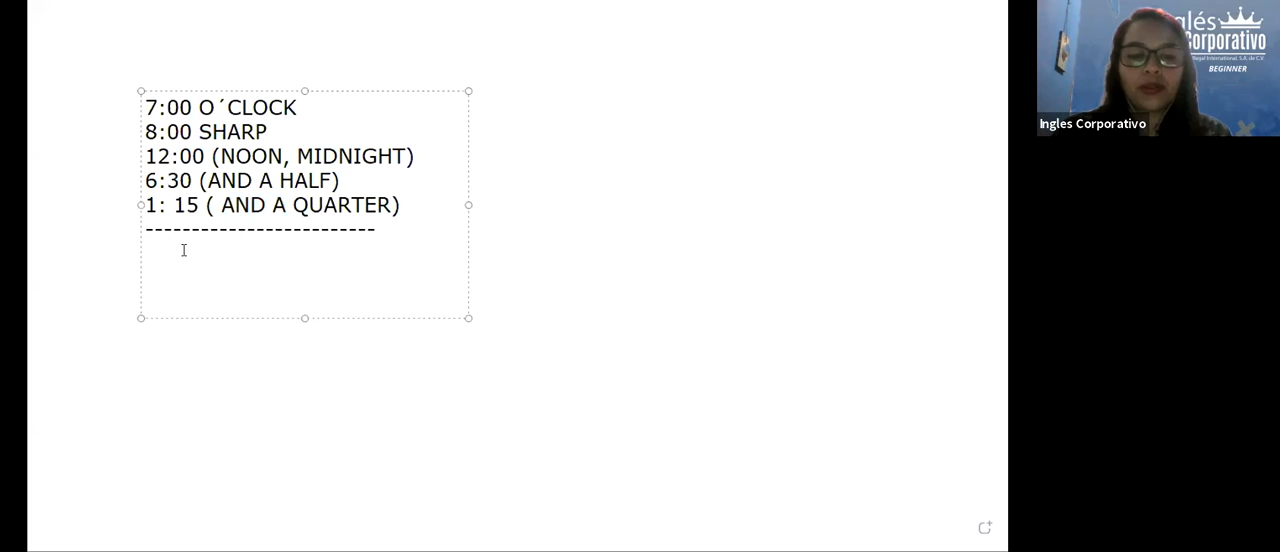 7:00 O´CLOCK
8:00 SHARP
12:00 (NOON, MIDNIGHT)
6:30 (AND A HALF)
1: 15 ( AND A QUARTER)
-------------------------
glés
Corporativo
BEGINNER
Ingles Corporativo